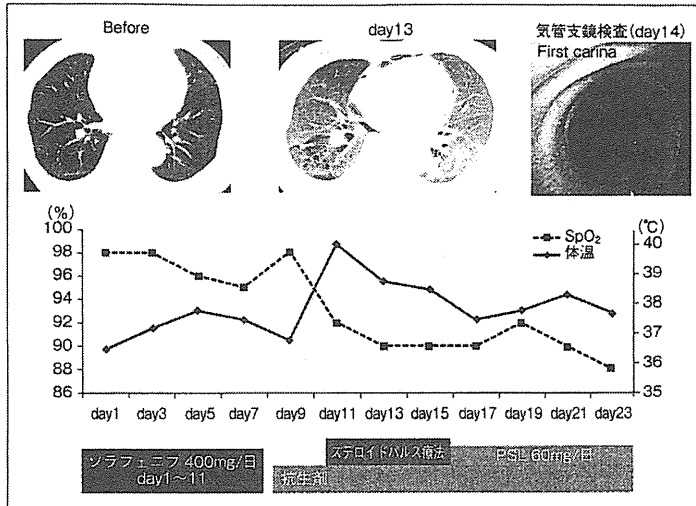 Before
day13
気管支鏡検査(day14)
First carina
(%)
100
98
96
94
92
90
88
86
(℃)
40
39
38
37
36
35
SpO₂
体温
day1 day3 day5 day7 day9 day11 day13 day15 day17 day19 day21 day23
ソラフェニブ 400mg/日
day1〜11
抗生剤
ステロイドパルス療法
PSL 60mg/日